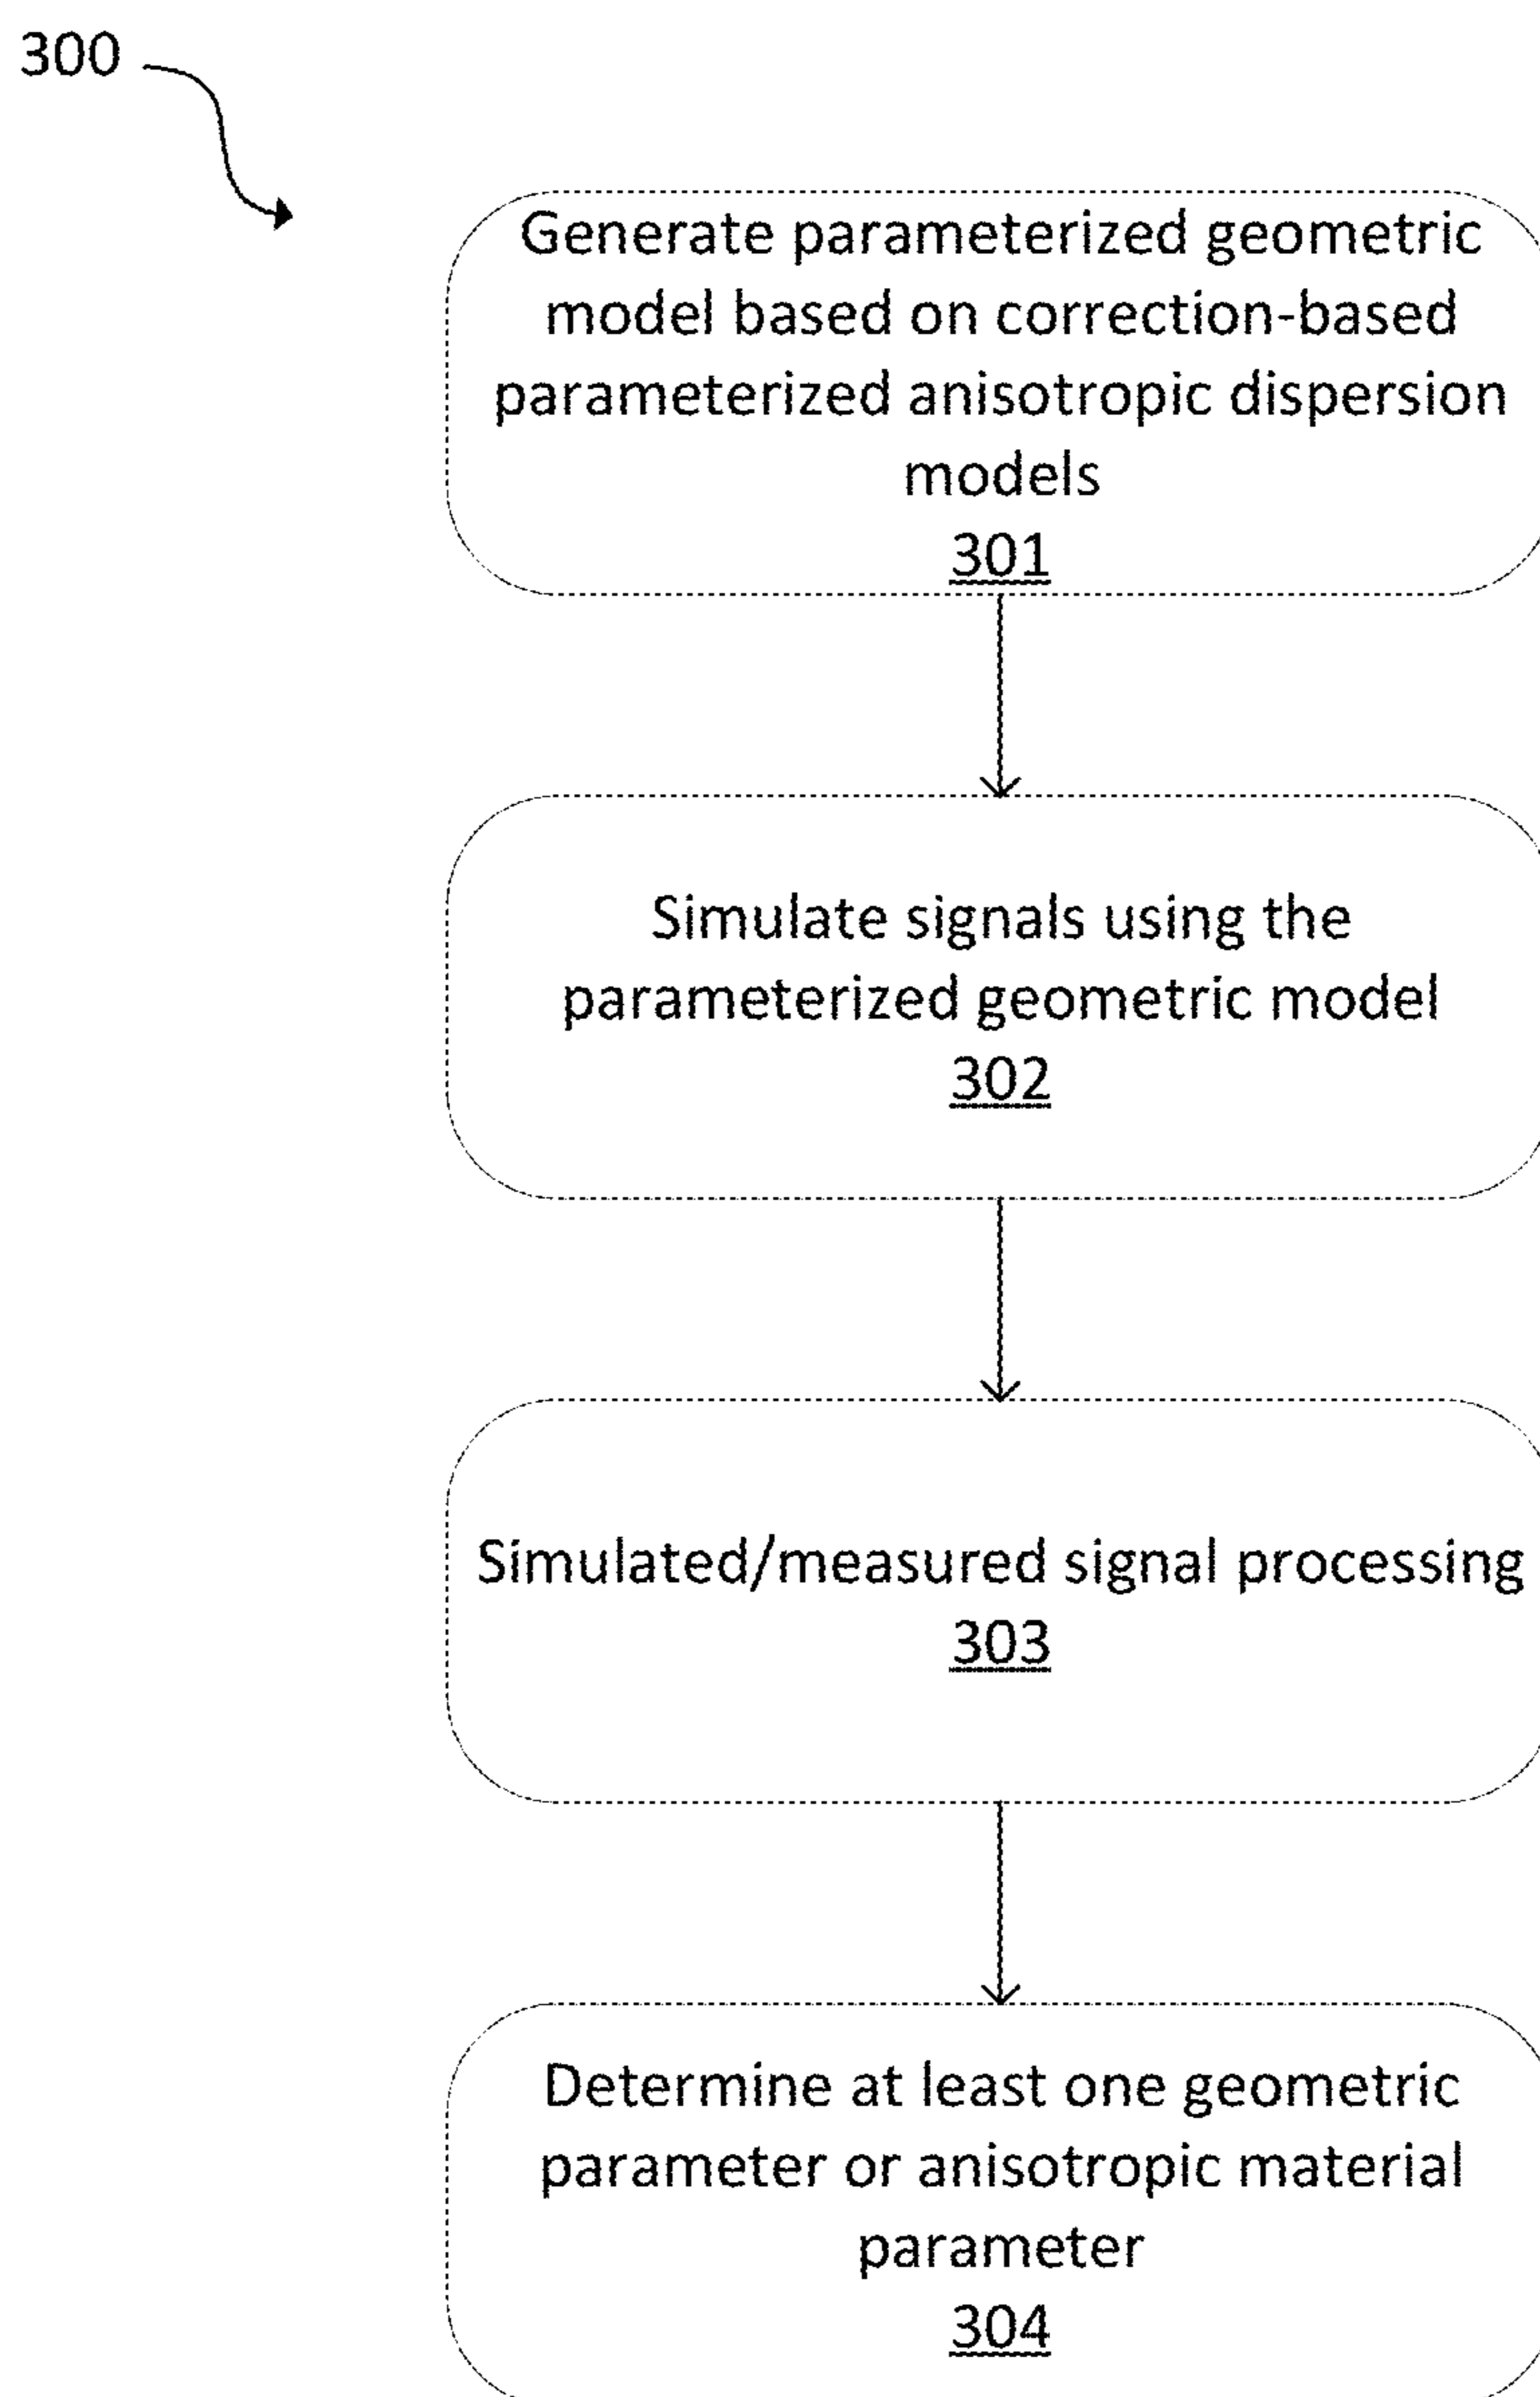 300
Generate parameterized geometric
model based on correction-based
parameterized anisotropic dispersion
models
301
Simulate signals using the
parameterized geometric model
302
Simulated/measured signal processing
303
Determine at least one geometric
parameter or anisotropic material
parameter
304